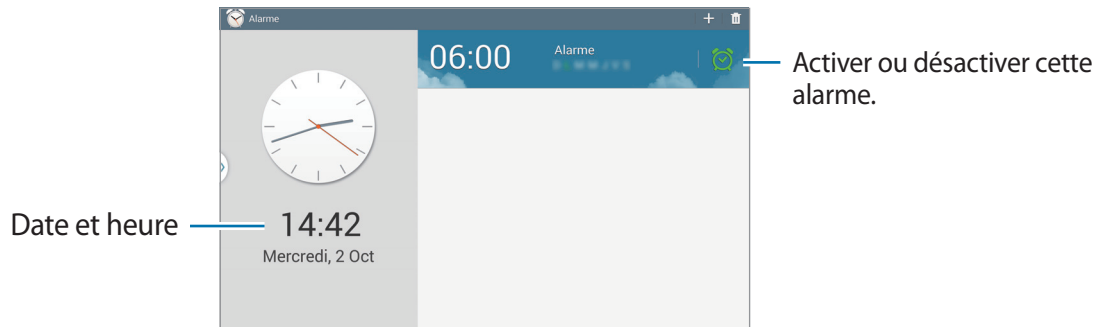 Alarme
06:00
Alarme
Activer ou désactiver cette
alarme.
Date et heure
14:42
Mercredi, 2 Oct